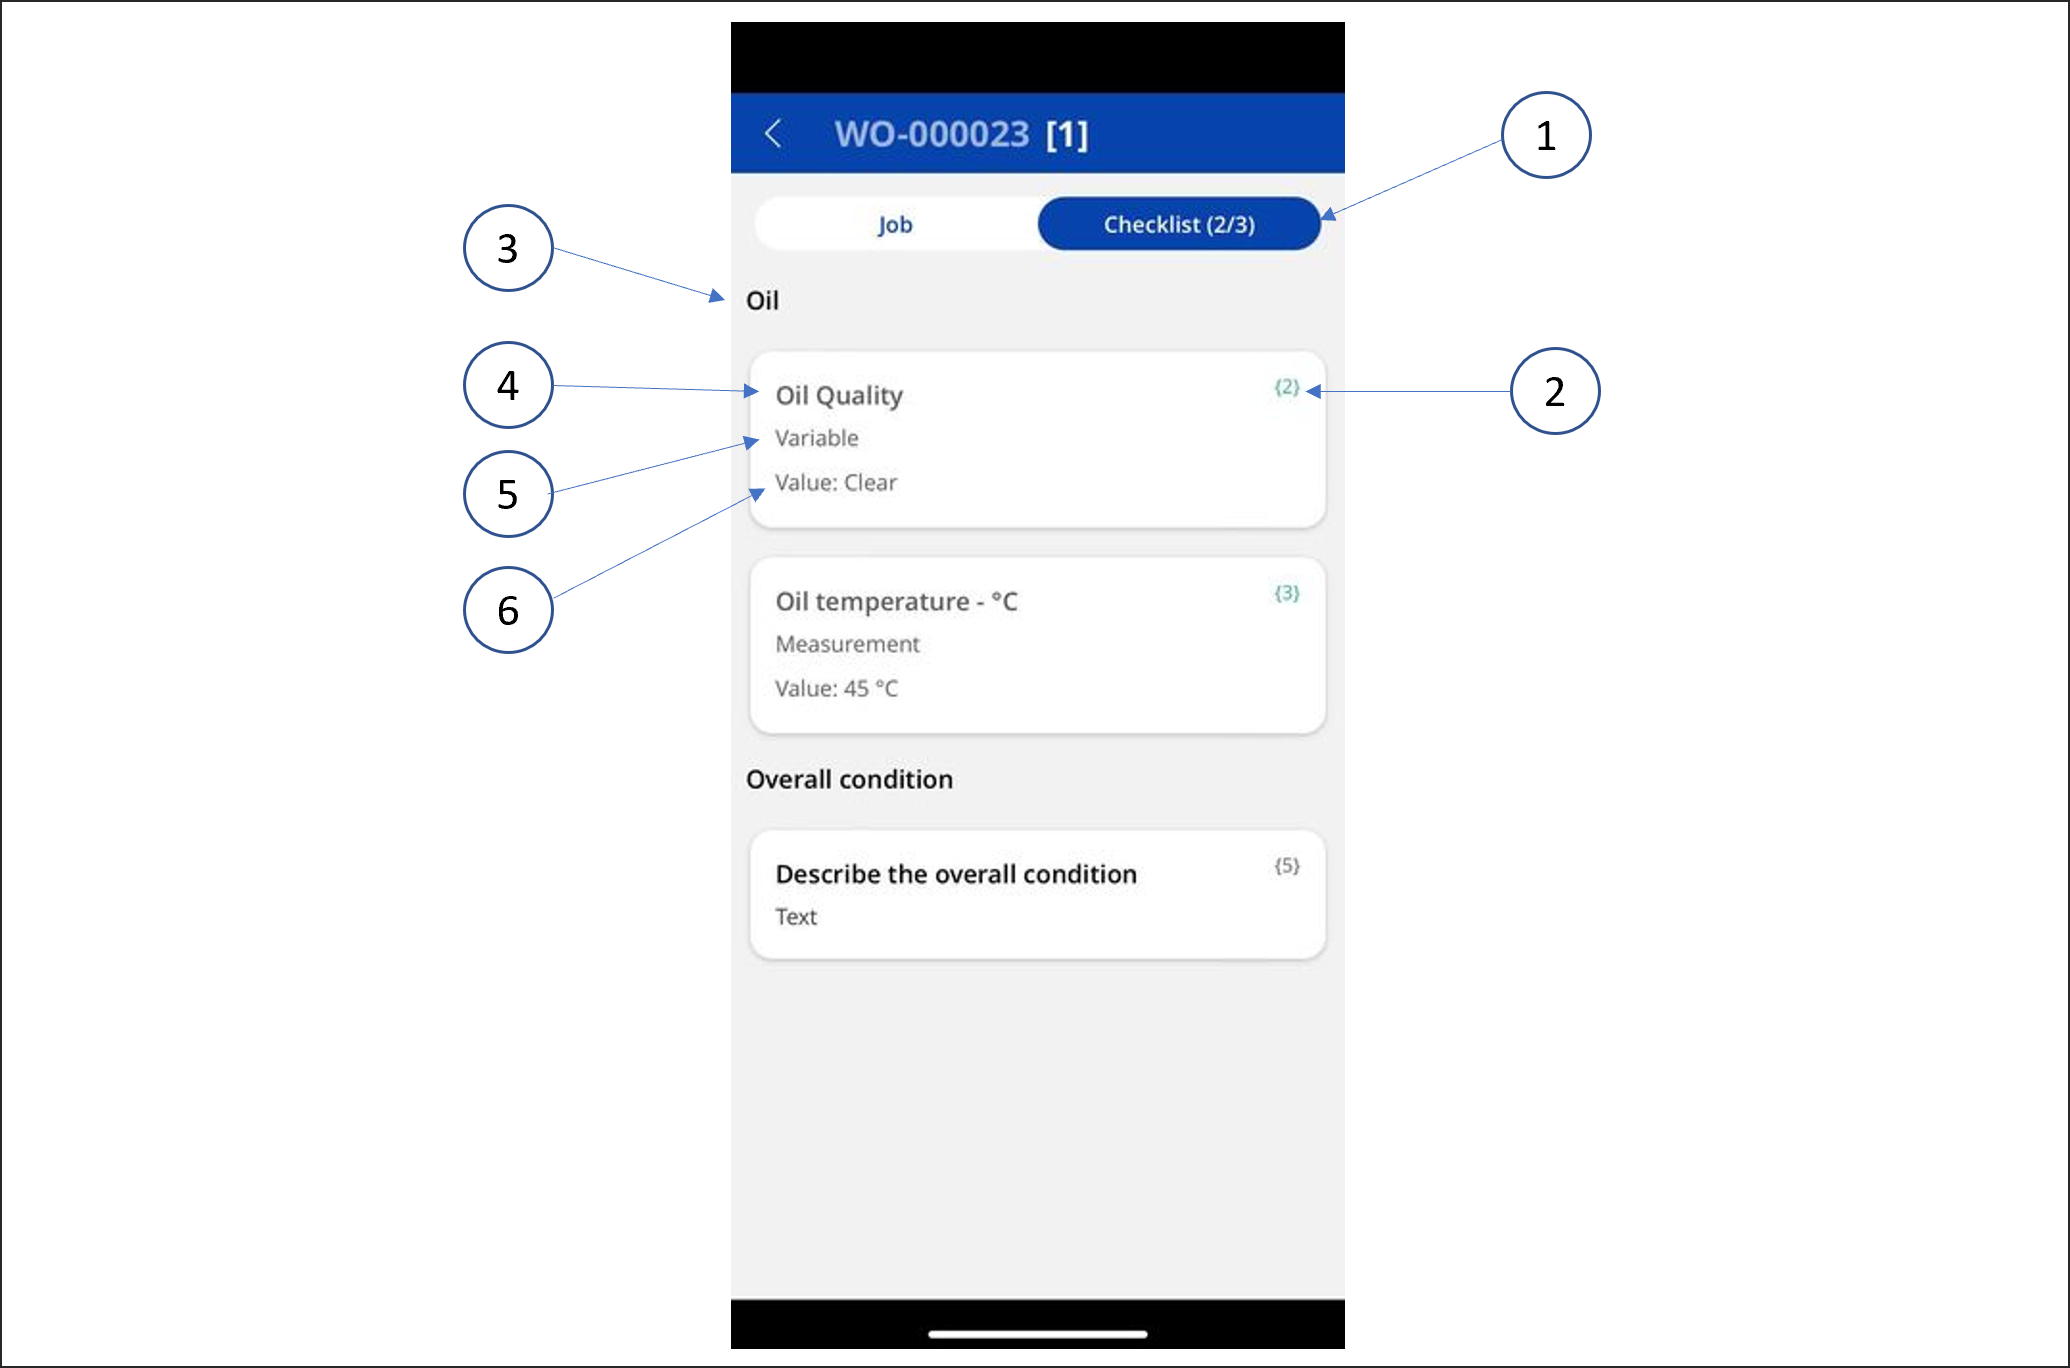 WO-000023 [1]
1
Job
Checklist (2/3)
3
Oil
4
Oil Quality
{2}
2
Variable
5
Value: Clear
6
Oil temperature - °C
{3}
Measurement
Value: 45 °C
Overall condition
Describe the overall condition
{5}
Text